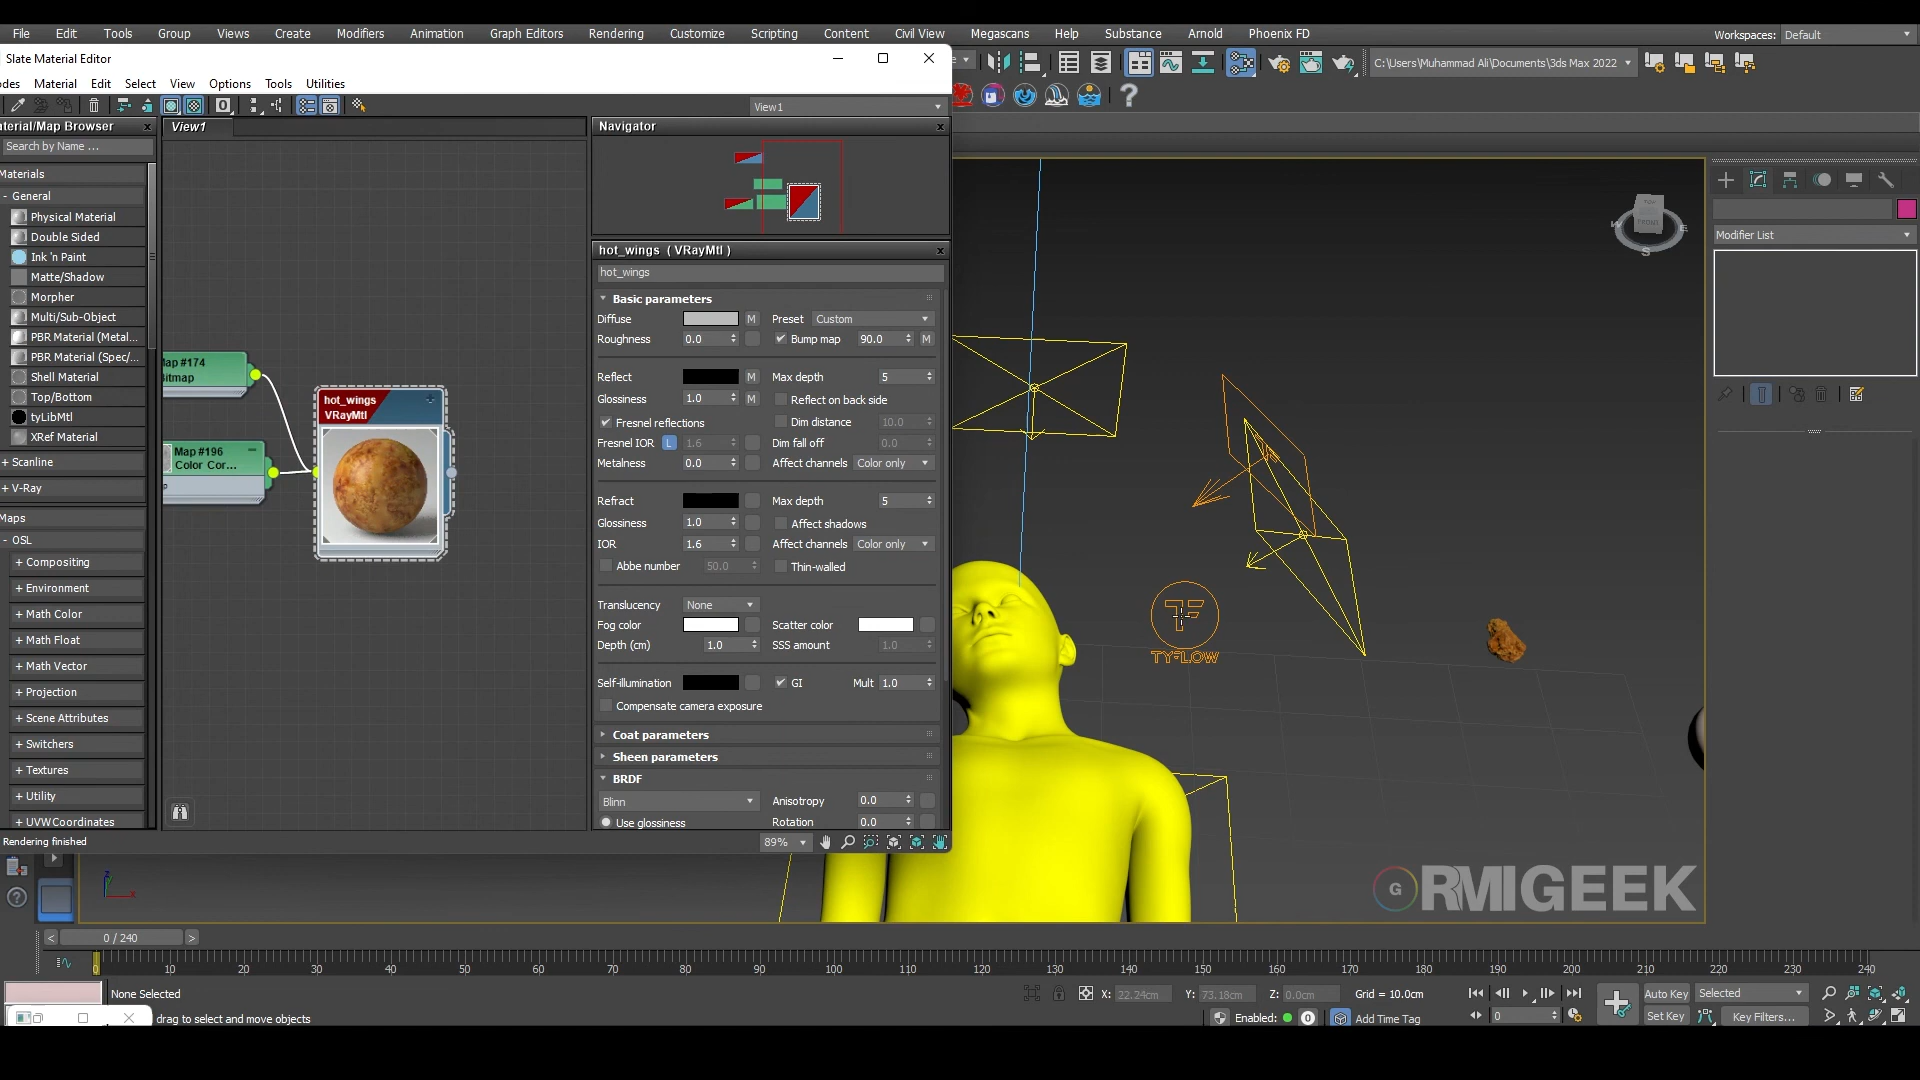 File Edit Tools Group Views Create Modifiers Animation Graph Editors Rendering Customize Scripting Content Civil View Megascans Help Substance Arnold Phoenix FD Workspaces: Default
Slate Material Editor
odes Material Edit Select View Options Tools Utilities
C:\Users\Muhammad Ali\Documents\3ds Max 2022
View1
aterial/Map Browser
View1
Navigator
Search by Name ...
Materials
- General
Physical Material
Double Sided
Ink 'n Paint
Matte/Shadow
Morpher
Multi/Sub-Object
PBR Material (Metal...
PBR Material (Spec/...
Shell Material
Top/Bottom
tyLibMtl
XRef Material
+ Scanline
+ V-Ray
Maps
- OSL
+ Compositing
+ Environment
+ Math Color
+ Math Float
+ Math Vector
+ Projection
+ Scene Attributes
+ Switchers
+ Textures
+ Utility
+ UVW Coordinates
Map #174
Bitmap
Map #196
Color Cor...
hot_wings
VRayMtl
hot_wings ( VRayMtl )
hot_wings
Basic parameters
Diffuse M Preset Custom
Roughness 0.0 Bump map 90.0 M
Reflect M Max depth 5
Glossiness 1.0 M Reflect on back side
Fresnel reflections Dim distance 10.0
Fresnel IOR L 1.6 Dim fall off 0.0
Metalness 0.0 Affect channels Color only
Refract Max depth 5
Glossiness 1.0 Affect shadows
IOR 1.6 Affect channels Color only
Abbe number 50.0 Thin-walled
Translucency None
Fog color Scatter color
Depth (cm) 1.0 SSS amount 1.0
Self-illumination GI Mult 1.0
Compensate camera exposure
Coat parameters
Sheen parameters
BRDF
Blinn Anisotropy 0.0
Use glossiness Rotation 0.0
Rendering finished
89%
Modifier List
TOP
FRONT
W
E
S
TF
TYFLOW
G RMIGEEK
z
x
< 0 / 240 >
0 10 20 30 40 50 60 70 80 90 100 110 120 130 140 150 160 170 180 190 200 210 220 230 240
None Selected
X: 22.24cm Y: 73.18cm Z: 0.0cm Grid = 10.0cm
Auto Key Selected
drag to select and move objects
Enabled: 0 Add Time Tag
0
Set Key Key Filters...